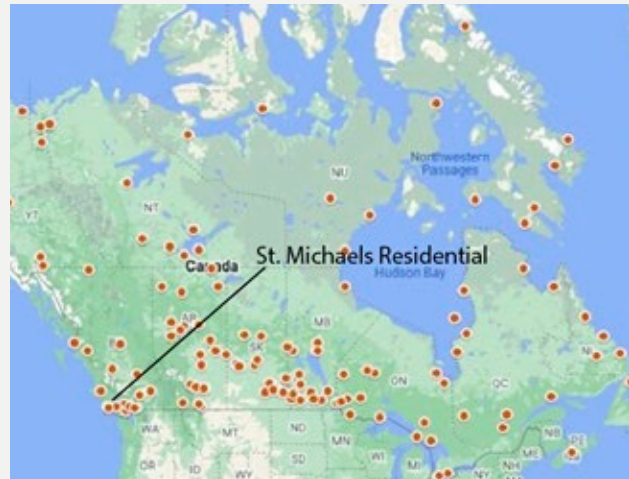 NU
Northwestern
Passages
YT
NT
St. Michaels Residential
Canada
Hudson Bay
AB
MB
SK
ON
QC
NL
WA
MT
ND
MN
NB
PE
OR
ID
SD
WI
ME
WY
MI
NY
NH